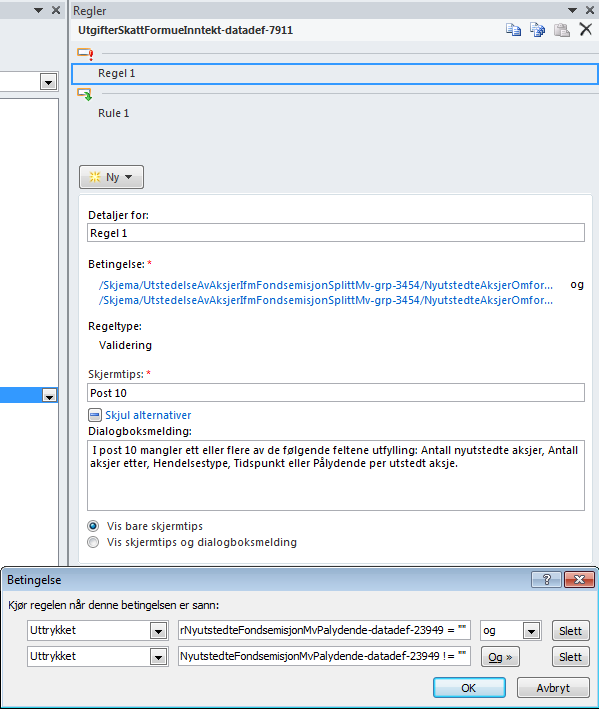 Regler
UtgifterSkattFormueInntekt-datadef-7911
Regel 1
Rule 1
Ny
Detaljer for:
Regel 1
Betingelse: *
/Skjema/UtstedelseAvAksjerIfmFondsemisjonSplittMv-grp-3454/NyutstedteAksjerOmfor... og
/Skjema/UtstedelseAvAksjerIfmFondsemisjonSplittMv-grp-3454/NyutstedteAksjerOmfor...
Regeltype:
Validering
Skjermtips: *
Post 10
Skjul alternativer
Dialogboksmelding:
I post 10 mangler ett eller flere av de følgende feltene utfylling: Antall nyutstedte aksjer, Antall
aksjer etter, Hendelsestype, Tidspunkt eller Pålydende per utstedt aksje.
Vis bare skjermtips
Vis skjermtips og dialogboksmelding
Betingelse
Kjør regelen når denne betingelsen er sann:
Uttrykket rNyutstedteFondsemisjonMvPalydende-datadef-23949 = "" og Slett
Uttrykket NyutstedteFondsemisjonMvPalydende-datadef-23949 != "" Og » Slett
OK Avbryt